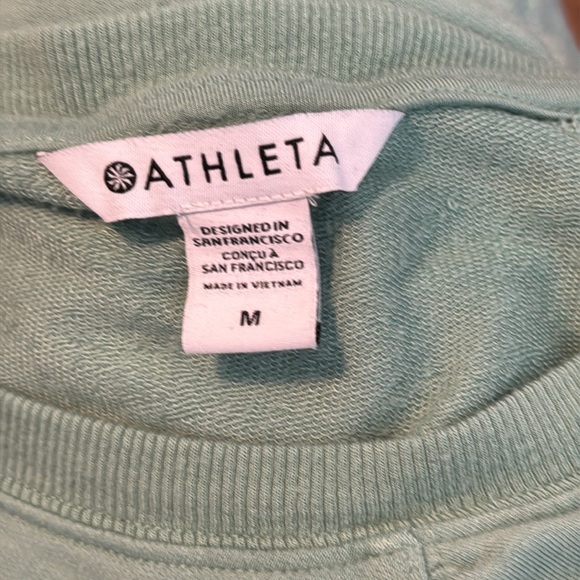 ATHLETA
DESIGNED IN
SAN FRANCISCO
CONÇU À
SAN FRANCISCO
MADE IN VIETNAM
M